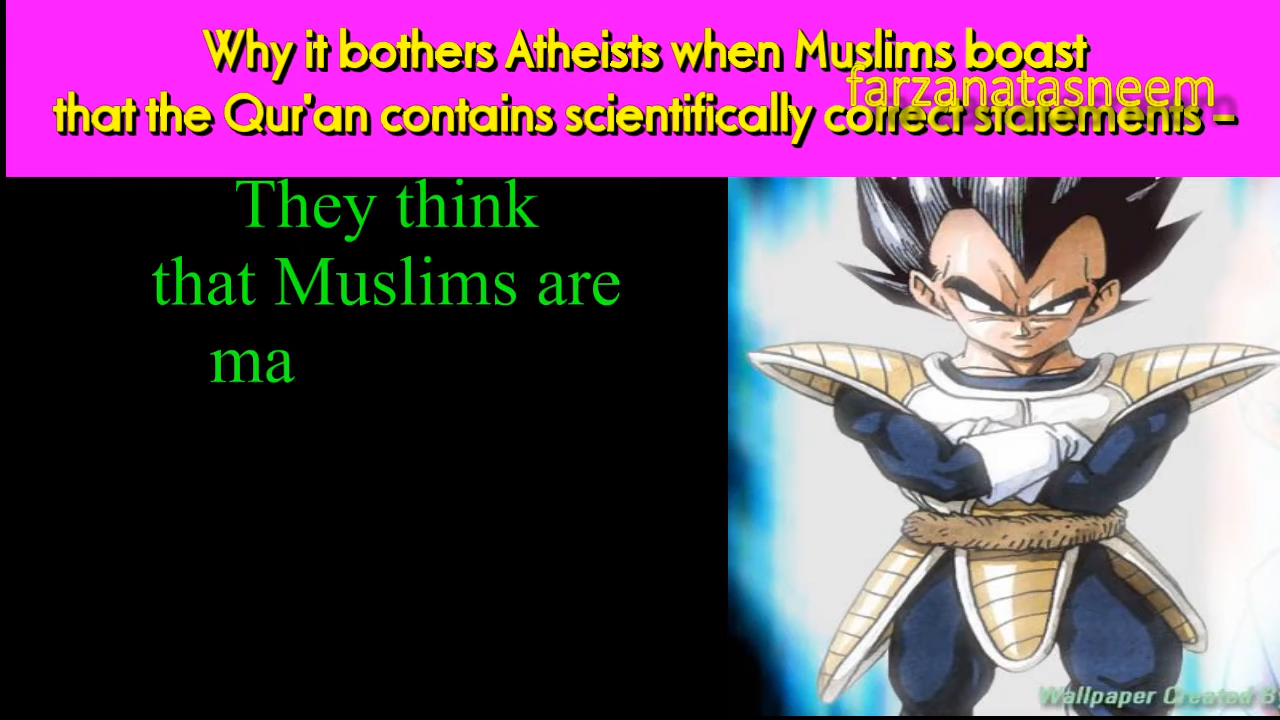 Why it bothers Atheists when Muslims boast
that the Qur'an contains scientifically correct statements –
farzanatasneem
They think
that Muslims are
ma
Wallpaper Created B